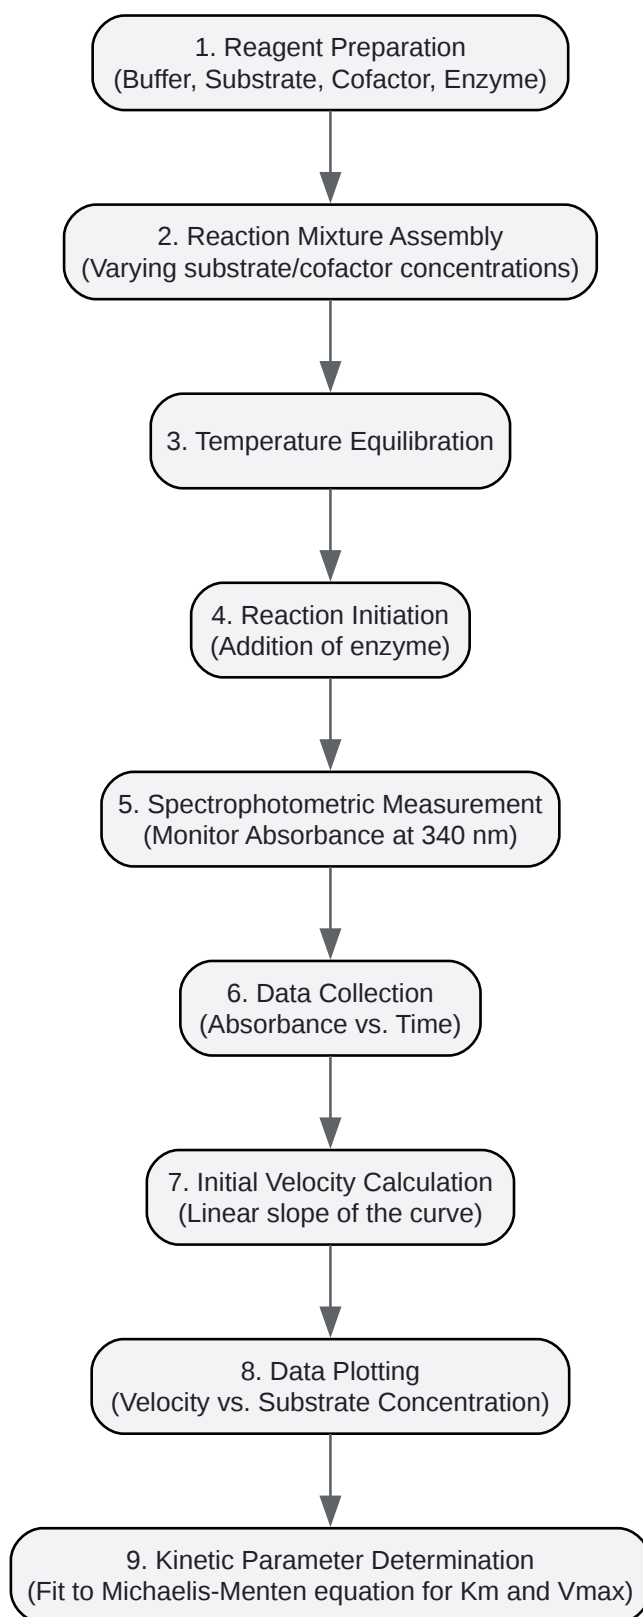 1. Reagent Preparation
(Buffer, Substrate, Cofactor, Enzyme)
2. Reaction Mixture Assembly
(Varying substrate/cofactor concentrations)
3. Temperature Equilibration
4. Reaction Initiation
(Addition of enzyme)
5. Spectrophotometric Measurement
(Monitor Absorbance at 340 nm)
6. Data Collection
(Absorbance vs. Time)
7. Initial Velocity Calculation
(Linear slope of the curve)
8. Data Plotting
(Velocity vs. Substrate Concentration)
9. Kinetic Parameter Determination
(Fit to Michaelis-Menten equation for Km and Vmax)